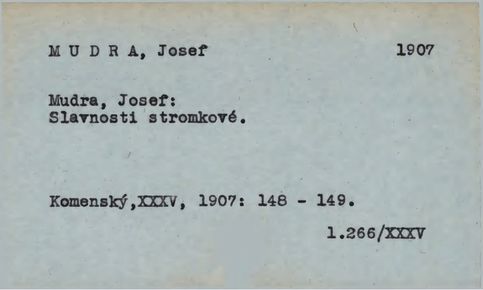 M U D R A, Josef 1907
Mudra, Josef:
Slavnosti stromkové.
Komenský,XXXV, 1907: 148 - 149.
1.266/XXXV